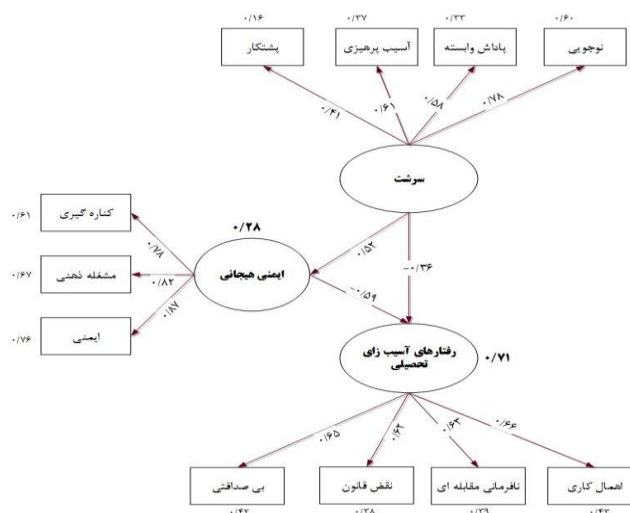 ۰/۱۶
۰/۳۷
۰/۳۳
۰/۶۰
پشتکار
آسیب پرهیزی
پاداش وابسته
نوجویی
۰/۴۱
۰/۶۱
۰/۵۸
۰/۷۸
سرشت
۰/۶۱
کناره گیری
۰/۲۸
۰/۷۸
۰/۵۲
۰/۶۷
مشغله ذهنی
۰/۸۲
ایمنی هیجانی
-۰/۳۶
۰/۷۶
ایمنی
۰/۸۷
-۰/۵۹
رفتارهای آسیب زای
تحصیلی
۰/۷۱
۰/۶۵
۰/۶۲
۰/۶۳
۰/۶۶
بی صداقتی
نقض قانون
نافرمانی مقابله ای
اهمال کاری
۰/۴۲
۰/۳۸
۰/۳۹
۰/۴۳